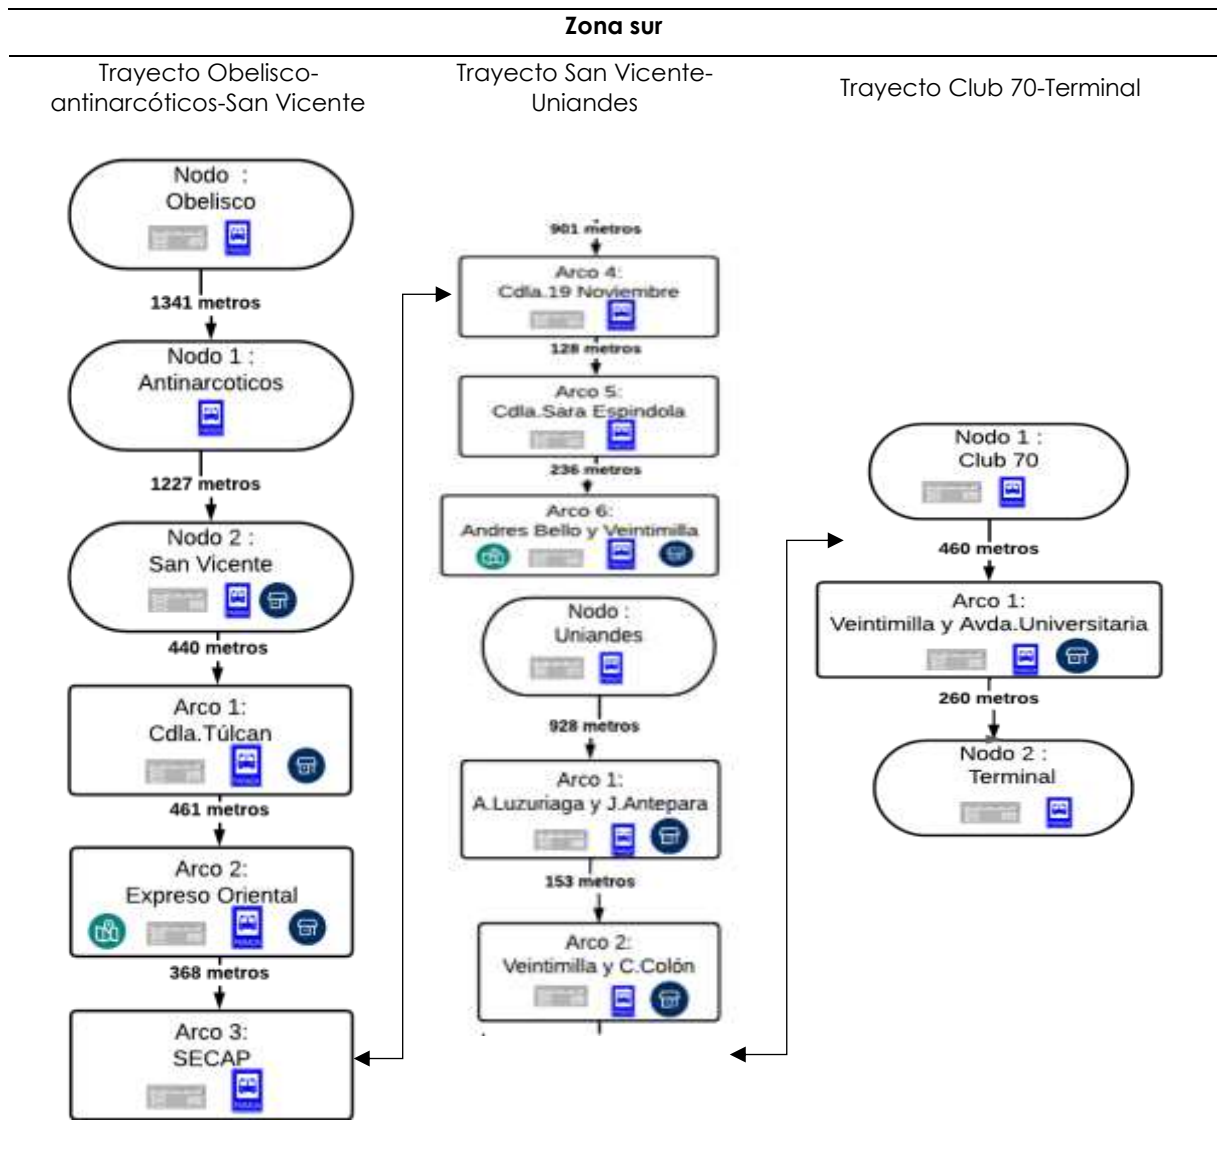 Zona sur
Trayecto Obelisco-
antinarcóticos-San Vicente
Trayecto San Vicente-
Uniandes
Trayecto Club 70-Terminal
Nodo :
Obelisco
1341 metros
Nodo 1 :
Antinarcoticos
1227 metros
Nodo 2 :
San Vicente
440 metros
Arco 1:
Cdla.Túlcan
461 metros
Arco 2:
Expreso Oriental
368 metros
Arco 3:
SECAP
901 metros
Arco 4:
Cdla.19 Noviembre
128 metros
Arco 5:
Cdla.Sara Espindola
236 metros
Arco 6:
Andres Bello y Veintimilla
Nodo :
Uniandes
928 metros
Arco 1:
A.Luzuriaga y J.Antepara
153 metros
Arco 2:
Veintimilla y C.Colón
Nodo 1 :
Club 70
460 metros
Arco 1:
Veintimilla y Avda.Universitaria
260 metros
Nodo 2 :
Terminal